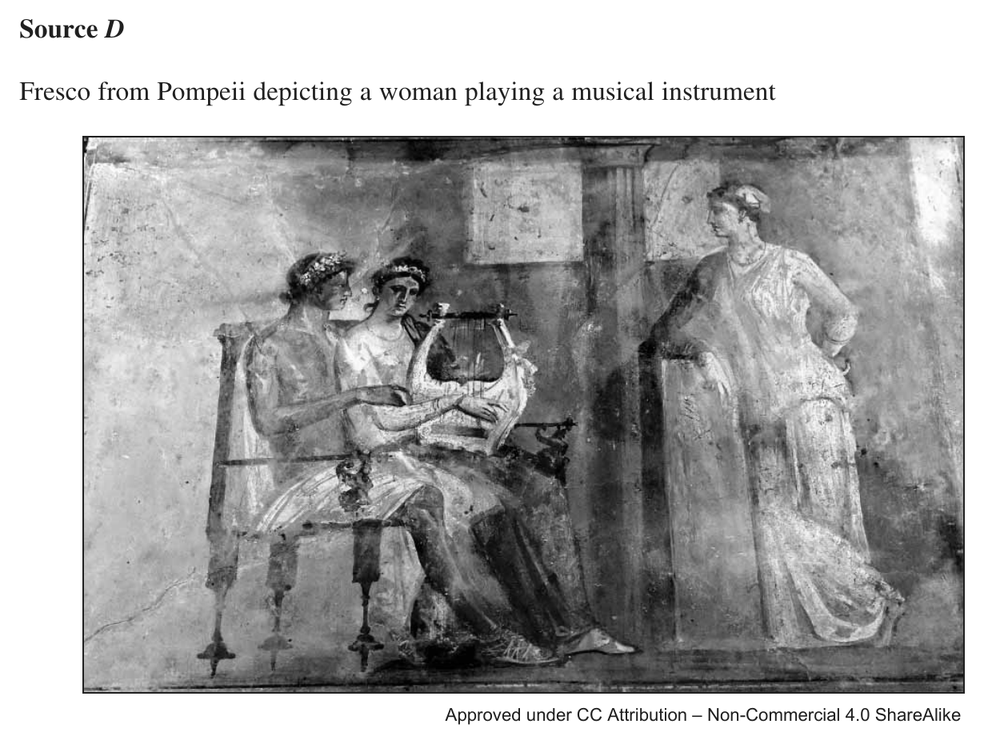 Source D
Fresco from Pompeii depicting a woman playing a musical instrument
Approved under CC Attribution – Non-Commercial 4.0 ShareAlike